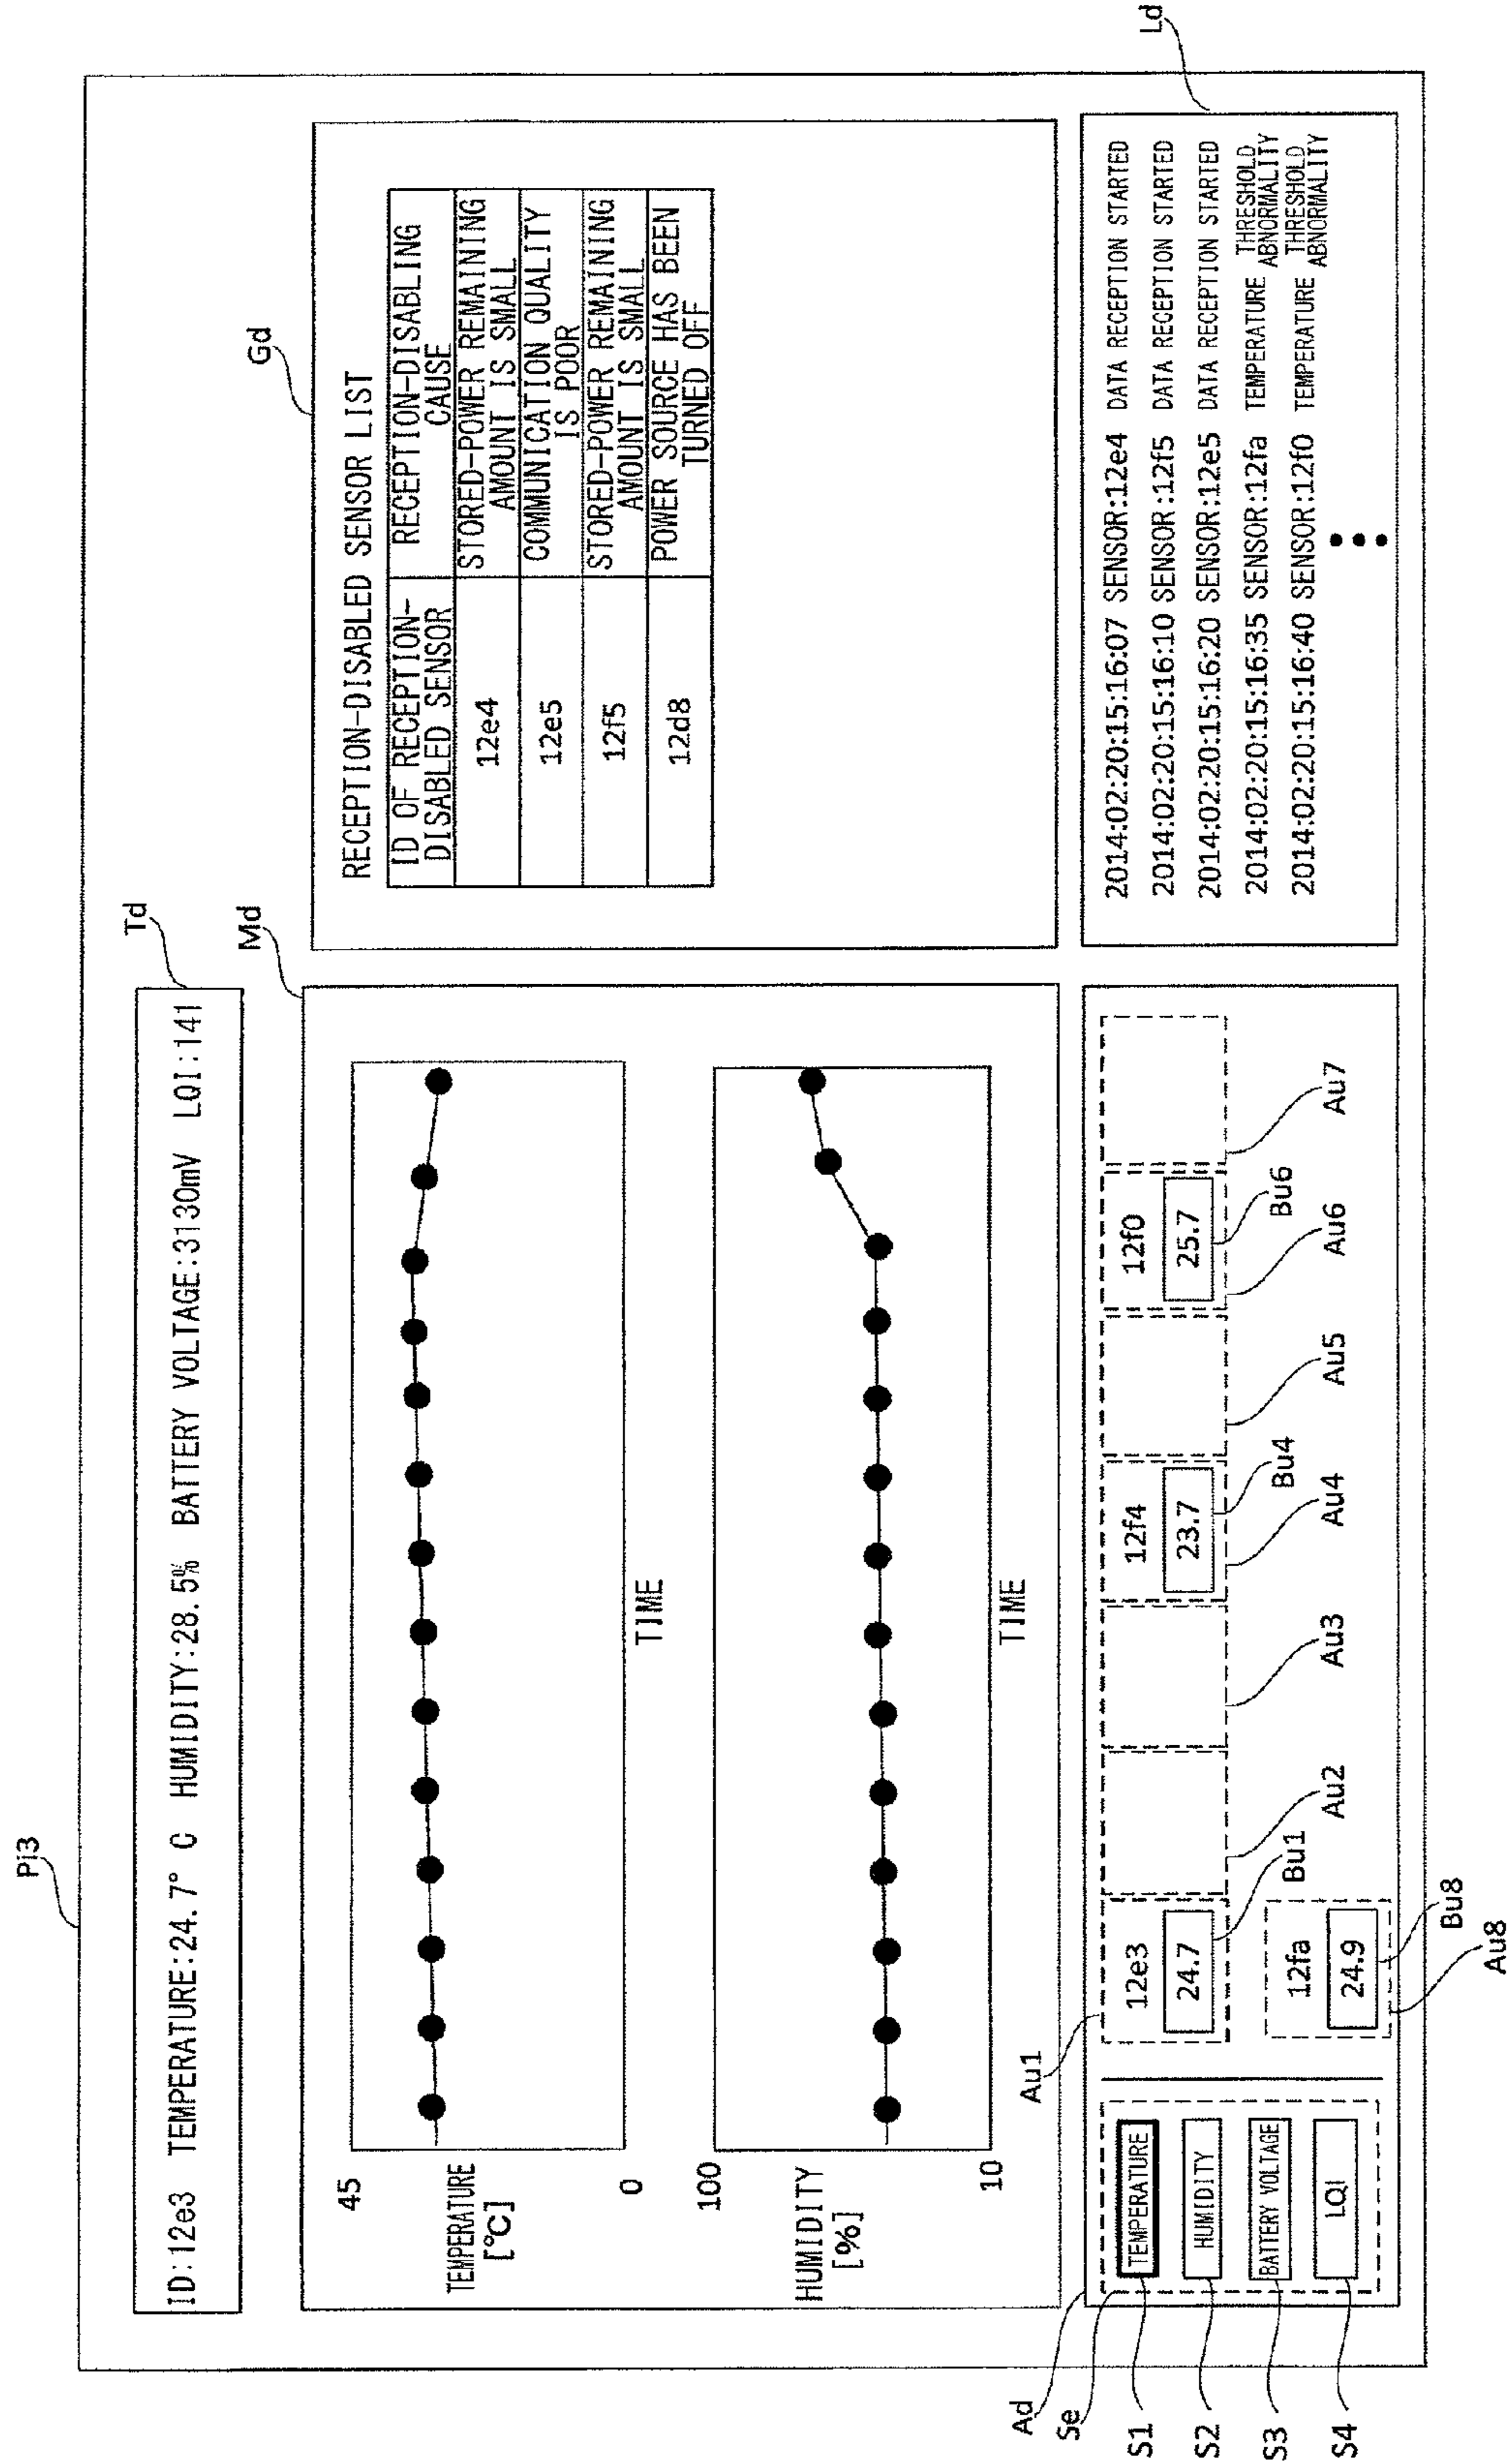 Pi3
Td
ID:12e3 TEMPERATURE:24.7° C HUMIDITY:28.5% BATTERY VOLTAGE:3130mV LQI:141
Md
45
TEMPERATURE
[°C]
0
TIME
100
HUMIDITY
[%]
10
TIME
Gd
RECEPTION-DISABLED SENSOR LIST
ID OF RECEPTION-
DISABLED SENSOR
RECEPTION-DISABLING
CAUSE
12e4
STORED-POWER REMAINING
AMOUNT IS SMALL
12e5
COMMUNICATION QUALITY
IS POOR
12f5
STORED-POWER REMAINING
AMOUNT IS SMALL
12d8
POWER SOURCE HAS BEEN
TURNED OFF
Ad
Se
S1
TEMPERATURE
S2
HUMIDITY
S3
BATTERY VOLTAGE
S4
LQI
Au1
12e3
24.7
Bu1
Au2
Au3
12f4
23.7
Bu4
Au4
Au5
12f0
25.7
Bu6
Au6
Au7
12fa
24.9
Bu8
Au8
Ld
2014:02:20:15:16:07 SENSOR:12e4 DATA RECEPTION STARTED
2014:02:20:15:16:10 SENSOR:12f5 DATA RECEPTION STARTED
2014:02:20:15:16:20 SENSOR:12e5 DATA RECEPTION STARTED
2014:02:20:15:16:35 SENSOR:12fa TEMPERATURE THRESHOLD
ABNORMALITY
2014:02:20:15:16:40 SENSOR:12f0 TEMPERATURE THRESHOLD
ABNORMALITY